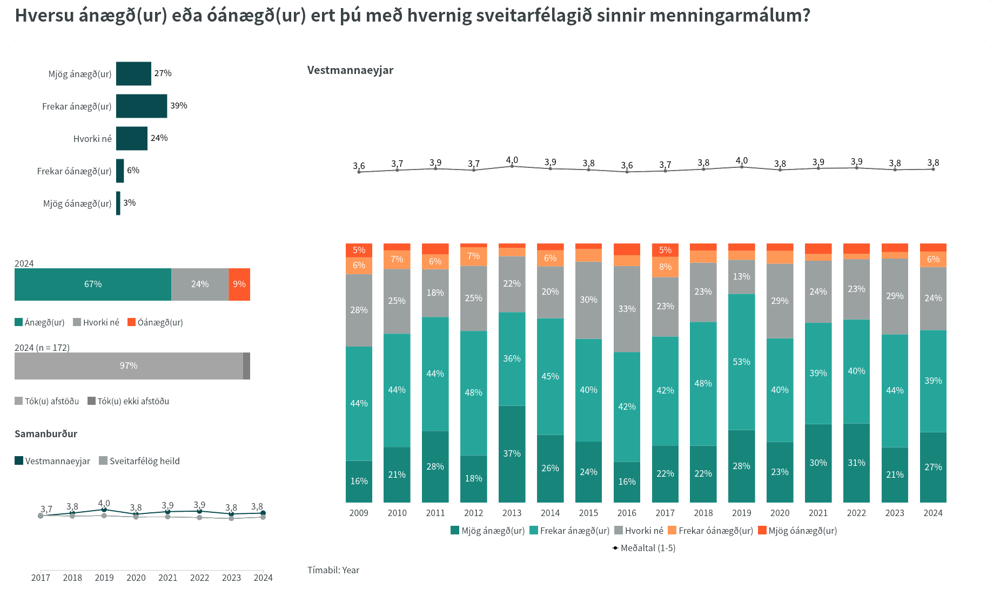 Hversu ánægð(ur) eða óánægð(ur) ert þú með hvernig sveitarfélagið sinnir menningarmálum?
Mjög ánægð(ur) 27%
Frekar ánægð(ur) 39%
Hvorki né 24%
Frekar óánægð(ur) 6%
Mjög óánægð(ur) 3%
2024
67% 24% 9%
Ánægð(ur) Hvorki né Óánægð(ur)
2024 (n = 172)
97%
Tók(u) afstöðu Tók(u) ekki afstöðu
Samanburður
Vestmannaeyjar Sveitarfélög heild
3,7 3,8 4,0 3,8 3,9 3,9 3,8 3,8
2017 2018 2019 2020 2021 2022 2023 2024
Vestmannaeyjar
3,6 3,7 3,9 3,7 4,0 3,9 3,8 3,6 3,7 3,8 4,0 3,8 3,9 3,9 3,8 3,8
5% 5%
6% 7% 6% 7% 6% 8% 6%
28% 25% 18% 25% 22% 20% 30% 33% 23% 23% 13% 29% 24% 23% 29% 24%
44% 44% 44% 48% 36% 45% 40% 42% 42% 48% 53% 40% 39% 40% 44% 39%
16% 21% 28% 18% 37% 26% 24% 16% 22% 22% 28% 23% 30% 31% 21% 27%
2009 2010 2011 2012 2013 2014 2015 2016 2017 2018 2019 2020 2021 2022 2023 2024
Mjög ánægð(ur) Frekar ánægð(ur) Hvorki né Frekar óánægð(ur) Mjög óánægð(ur)
Meðaltal (1-5)
Tímabil: Year